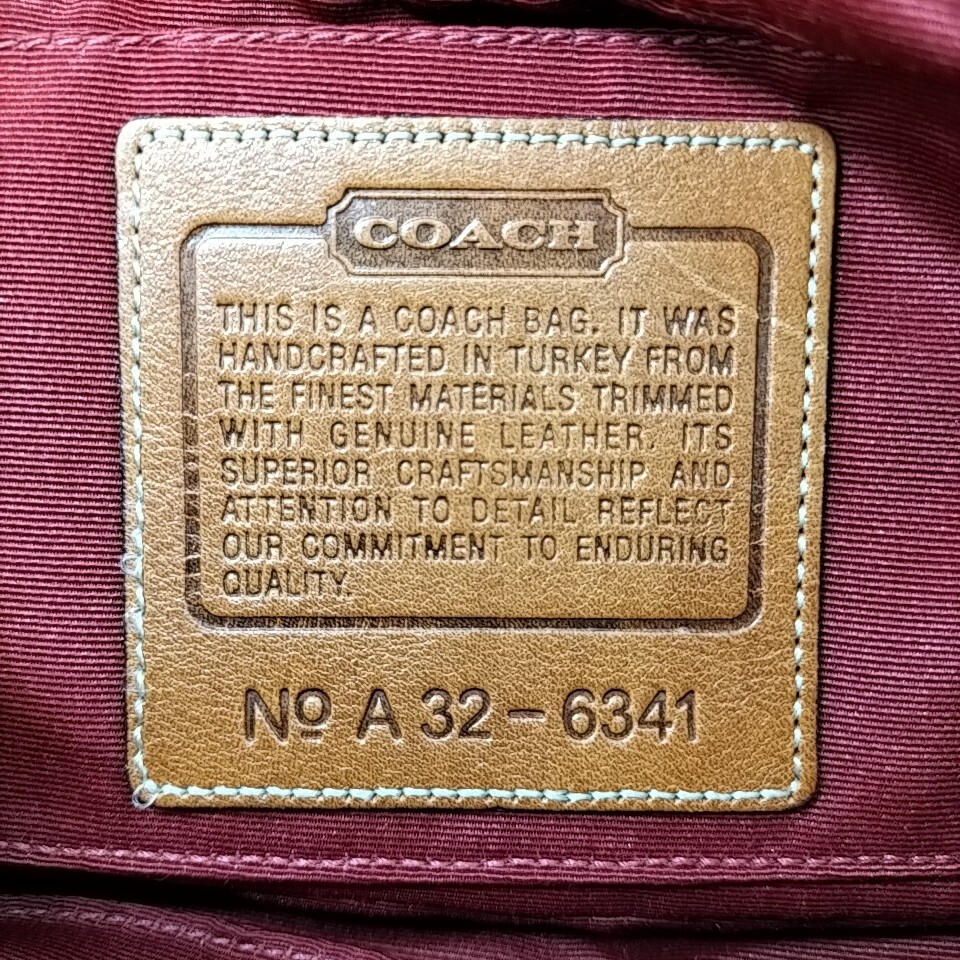 COACH
THIS IS A COACH BAG. IT WAS
HANDCRAFTED IN TURKEY FROM
THE FINEST MATERIALS TRIMMED
WITH GENUINE LEATHER. ITS
SUPERIOR CRAFTSMANSHIP AND
ATTENTION TO DETAIL REFLECT
OUR COMMITMENT TO ENDURING
QUALITY.
Nº A32-6341